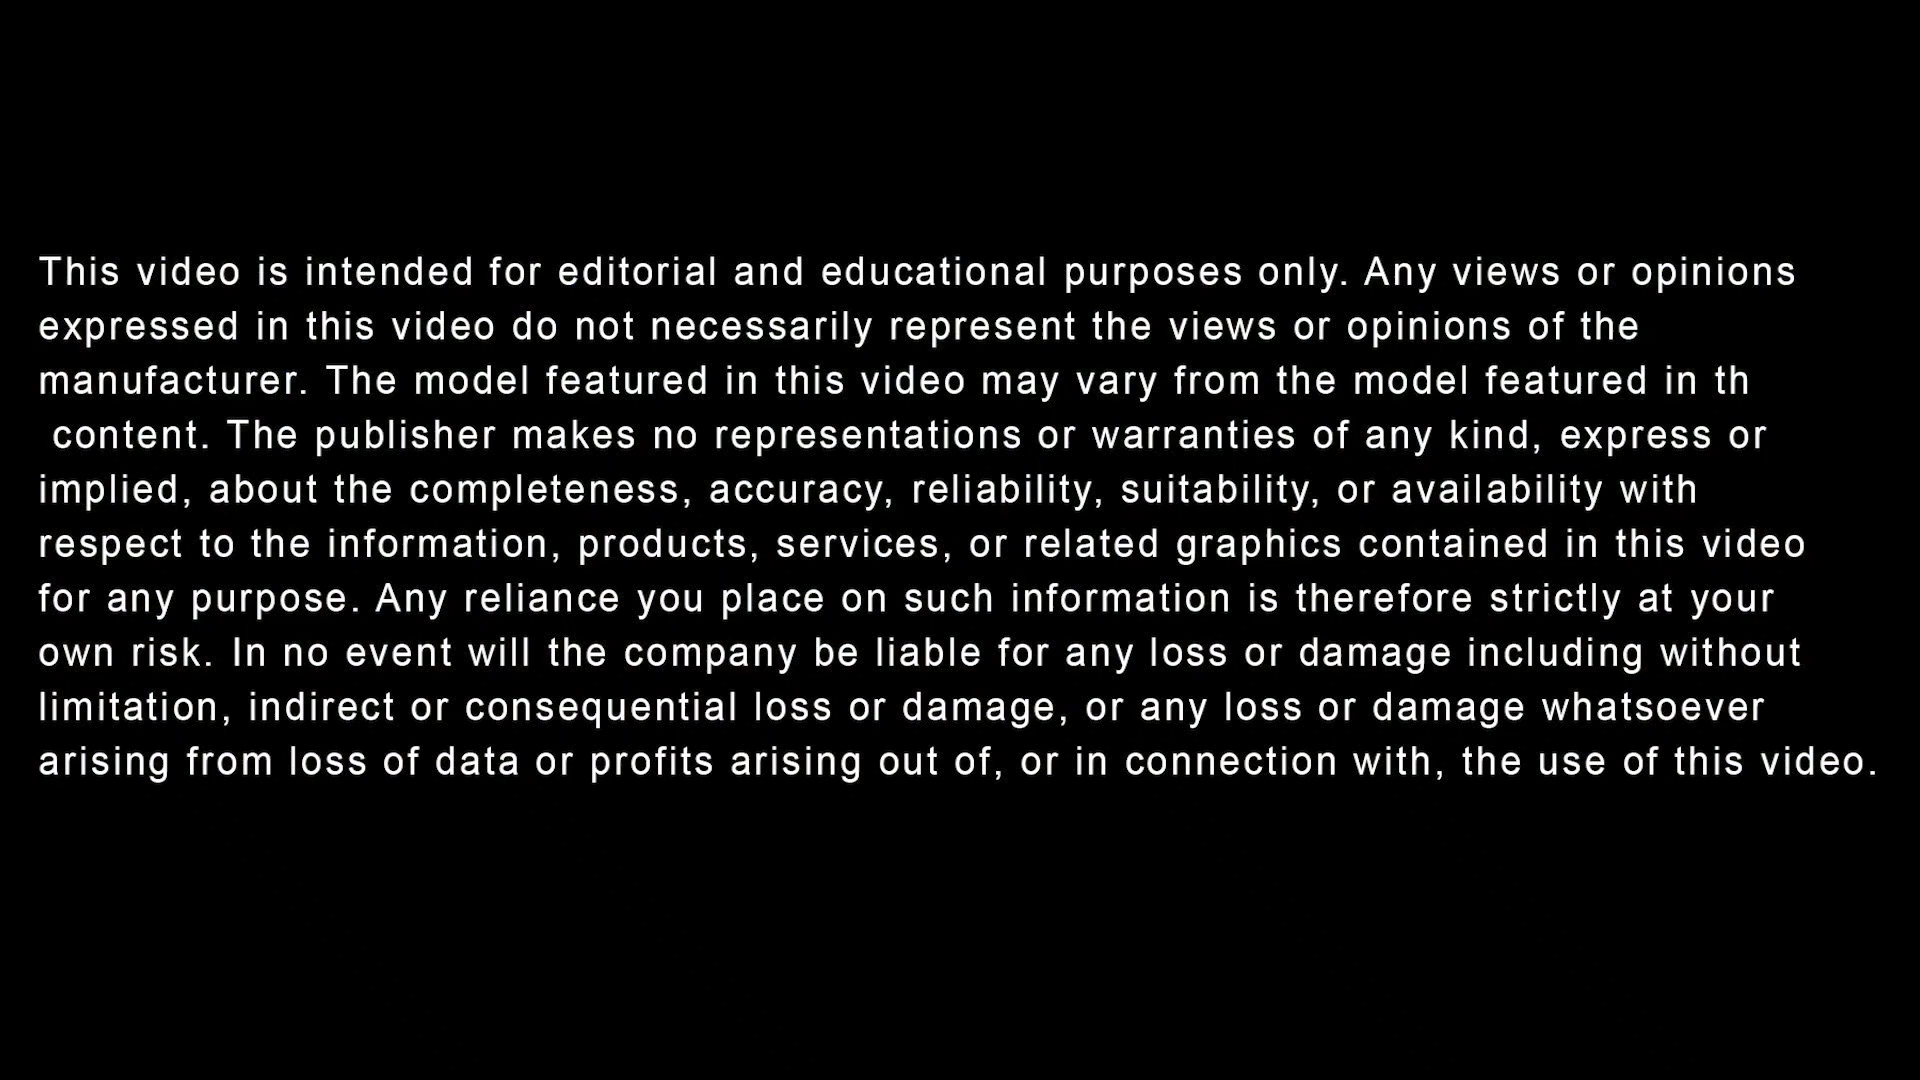 This video is intended for editorial and educational purposes only. Any views or opinions
expressed in this video do not necessarily represent the views or opinions of the
manufacturer. The model featured in this video may vary from the model featured in th
content. The publisher makes no representations or warranties of any kind, express or
implied, about the completeness, accuracy, reliability, suitability, or availability with
respect to the information, products, services, or related graphics contained in this video
for any purpose. Any reliance you place on such information is therefore strictly at your
own risk. In no event will the company be liable for any loss or damage including without
limitation, indirect or consequential loss or damage, or any loss or damage whatsoever
arising from loss of data or profits arising out of, or in connection with, the use of this video.